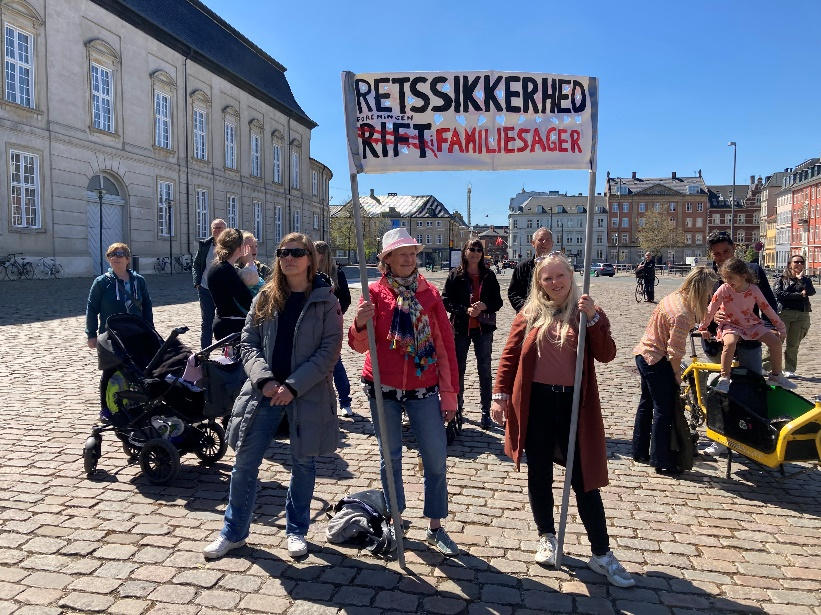 RETSSIKKERHED
FORENINGEN
RIFT i FAMILIESAGER